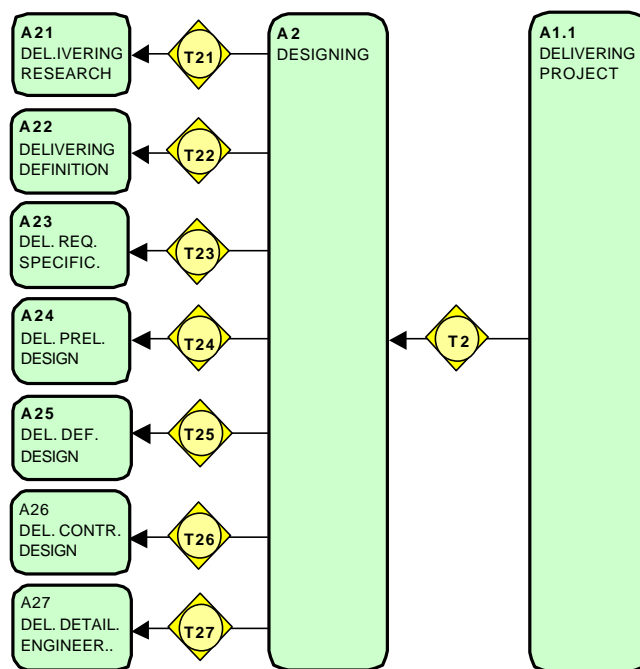 A21
DEL.IVERING
RESEARCH
T21
A22
DELIVERING
DEFINITION
T22
A23
DEL. REQ.
SPECIFIC.
T23
A24
DEL. PREL.
DESIGN
T24
A25
DEL. DEF.
DESIGN
T25
A26
DEL. CONTR.
DESIGN
T26
A27
DEL. DETAIL.
ENGINEER..
T27
A2
DESIGNING
T2
A1.1
DELIVERING
PROJECT